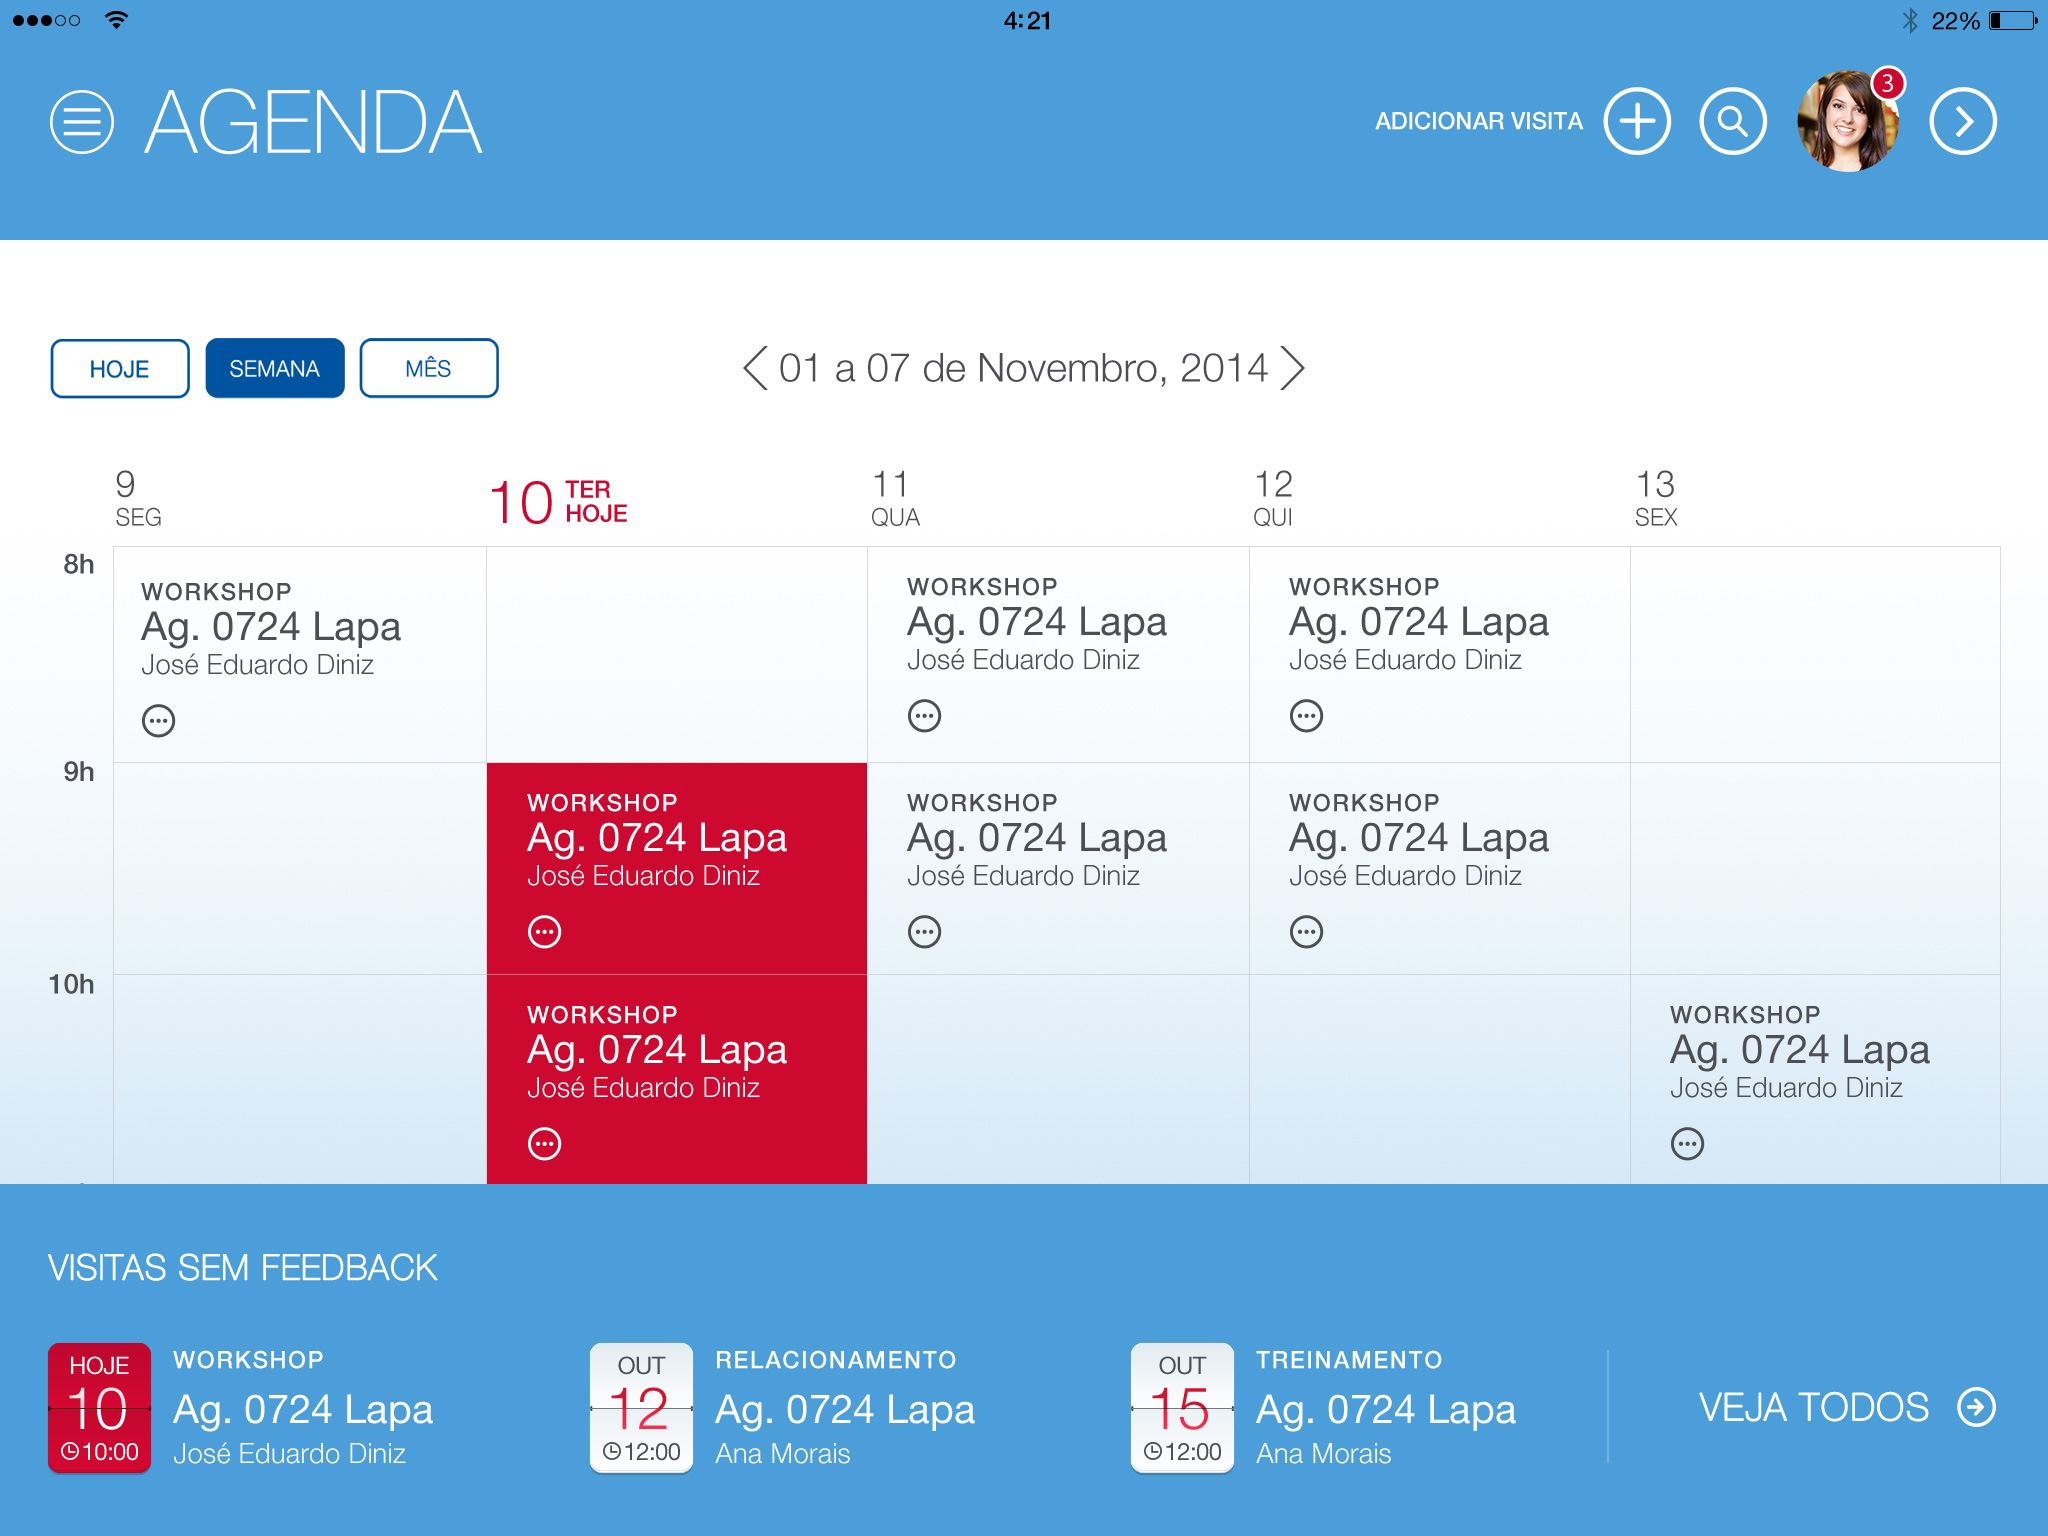 4:21
22%
AGENDA
ADICIONAR VISITA
3
HOJE
SEMANA
MÊS
01 a 07 de Novembro, 2014
9
SEG
10
TER
HOJE
11
QUA
12
QUI
13
SEX
8h
WORKSHOP
Ag. 0724 Lapa
José Eduardo Diniz
WORKSHOP
Ag. 0724 Lapa
José Eduardo Diniz
WORKSHOP
Ag. 0724 Lapa
José Eduardo Diniz
9h
WORKSHOP
Ag. 0724 Lapa
José Eduardo Diniz
WORKSHOP
Ag. 0724 Lapa
José Eduardo Diniz
WORKSHOP
Ag. 0724 Lapa
José Eduardo Diniz
10h
WORKSHOP
Ag. 0724 Lapa
José Eduardo Diniz
WORKSHOP
Ag. 0724 Lapa
José Eduardo Diniz
VISITAS SEM FEEDBACK
HOJE
10
10:00
WORKSHOP
Ag. 0724 Lapa
José Eduardo Diniz
OUT
12
12:00
RELACIONAMENTO
Ag. 0724 Lapa
Ana Morais
OUT
15
12:00
TREINAMENTO
Ag. 0724 Lapa
Ana Morais
VEJA TODOS